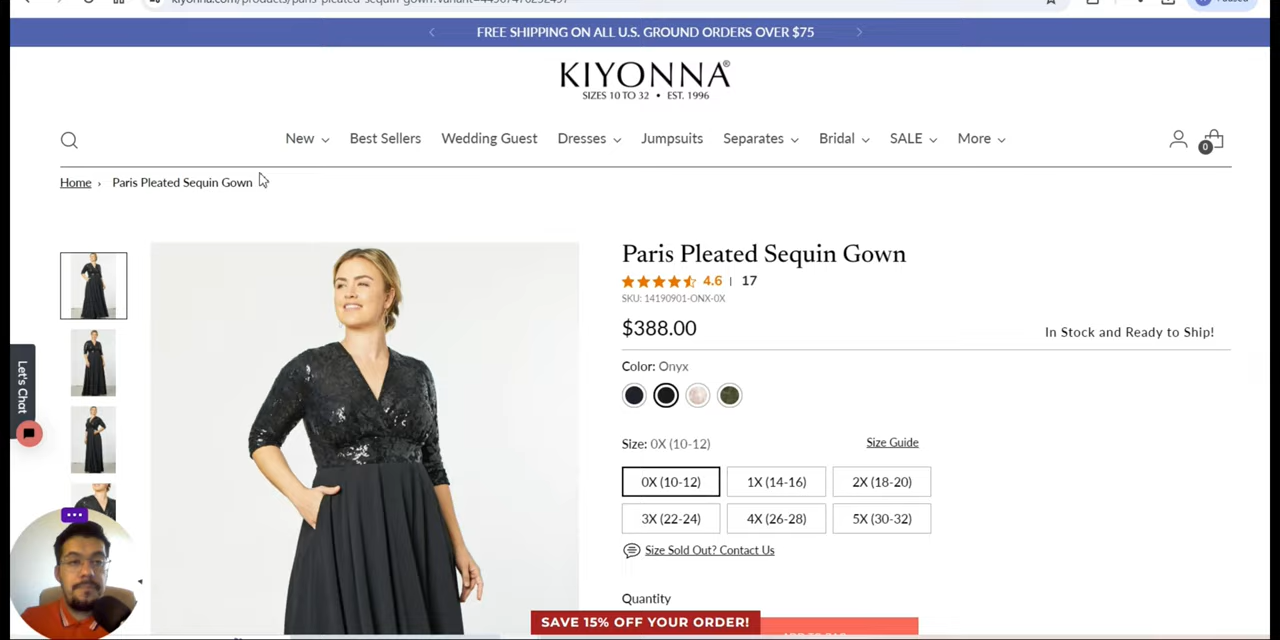 FREE SHIPPING ON ALL U.S. GROUND ORDERS OVER $75
KIYONNA®
SIZES 10 TO 32 • EST. 1996
New Best Sellers Wedding Guest Dresses Jumpsuits Separates Bridal SALE More
0
Home › Paris Pleated Sequin Gown
Paris Pleated Sequin Gown
4.6 | 17
SKU: 14190901-ONX-0X
$388.00
In Stock and Ready to Ship!
Color: Onyx
Let's Chat
Size: 0X (10-12)
Size Guide
0X (10-12) 1X (14-16) 2X (18-20)
3X (22-24) 4X (26-28) 5X (30-32)
Size Sold Out? Contact Us
Quantity
SAVE 15% OFF YOUR ORDER!